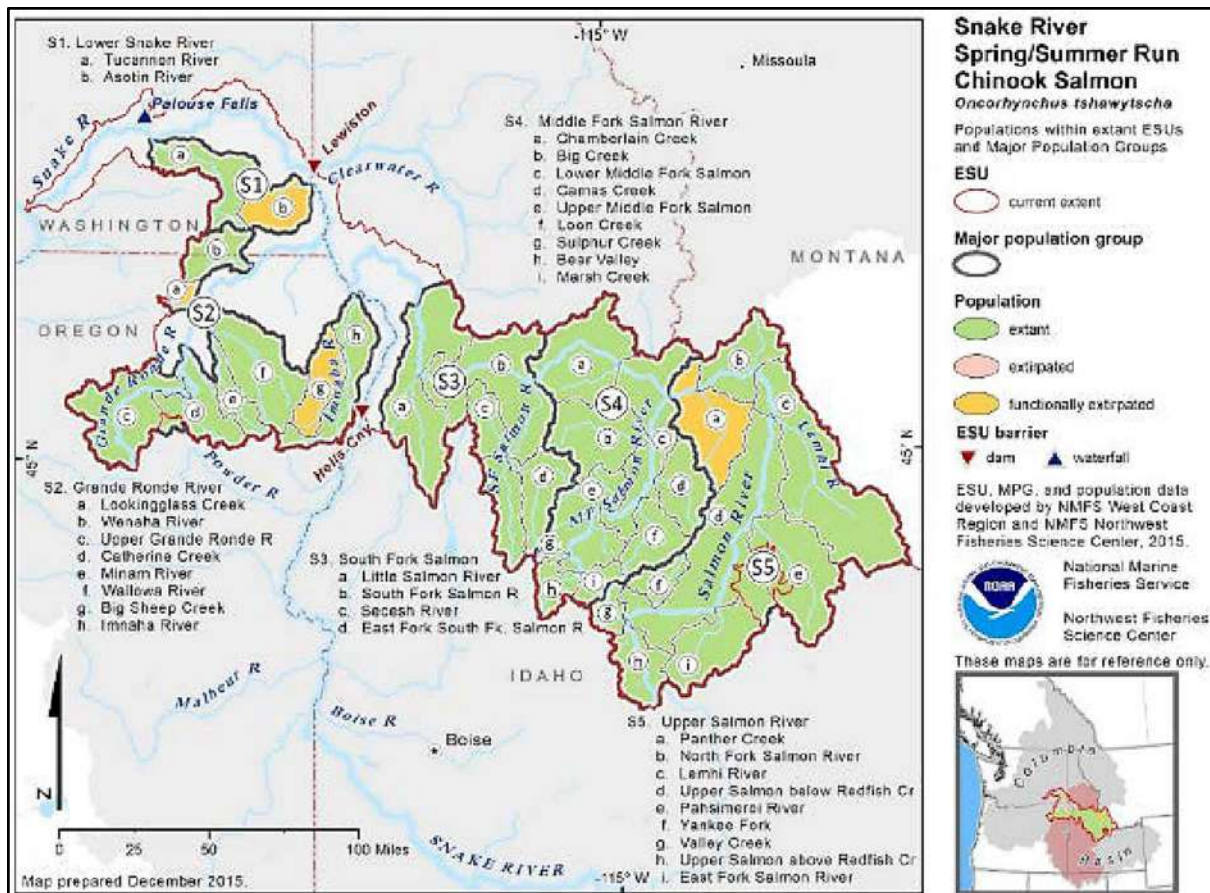 S1. Lower Snake River
a. Tucannon River
b. Asotin River
Palouse Falls
Snake R
Lewiston
Clearwater R
-115° W
Missoula
S4. Middle Fork Salmon River
a. Chamberlain Creek
b. Big Creek
c. Lower Middle Fork Salmon
d. Camas Creek
e. Upper Middle Fork Salmon
f. Loon Creek
g. Sulphur Creek
h. Bear Valley
i. Marsh Creek
WASHINGTON
OREGON
MONTANA
IDAHO
S1
a
b
S2
a
b
c
d
e
f
g
h
Grande Ronde R
Imnaha R
Powder R
Hells Cny
45° N
S3
a
b
c
d
SF Salmon R
S4
a
c
d
e
f
g
h
i
MF Salmon River
S5
a
b
c
d
e
f
g
h
i
Salmon River
Lemhi R
45° N
S2. Grande Ronde River
a. Lookingglass Creek
b. Wenaha River
c. Upper Grande Ronde R
d. Catherine Creek
e. Minam River
f. Wallowa River
g. Big Sheep Creek
h. Imnaha River
S3. South Fork Salmon
a. Little Salmon River
b. South Fork Salmon R
c. Secesh River
d. East Fork South Fk. Salmon R
Malheur R
Boise R
Boise
SNAKE RIVER
S5. Upper Salmon River
a. Panther Creek
b. North Fork Salmon River
c. Lemhi River
d. Upper Salmon below Redfish Cr
e. Pahsimeroi River
f. Yankee Fork
g. Valley Creek
h. Upper Salmon above Redfish Cr
i. East Fork Salmon River
-115° W
N
0 25 50 100 Miles
Map prepared December 2015.
Snake River
Spring/Summer Run
Chinook Salmon
Oncorhynchus tshawytscha
Populations within extant ESUs
and Major Population Groups
ESU
current extent
Major population group
Population
extant
extirpated
functionally extirpated
ESU barrier
dam
waterfall
ESU, MPG, and population data
developed by NMFS West Coast
Region and NMFS Northwest
Fisheries Science Center, 2015.
NOAA
National Marine
Fisheries Service
Northwest Fisheries
Science Center
These maps are for reference only.
Columbia
Basin